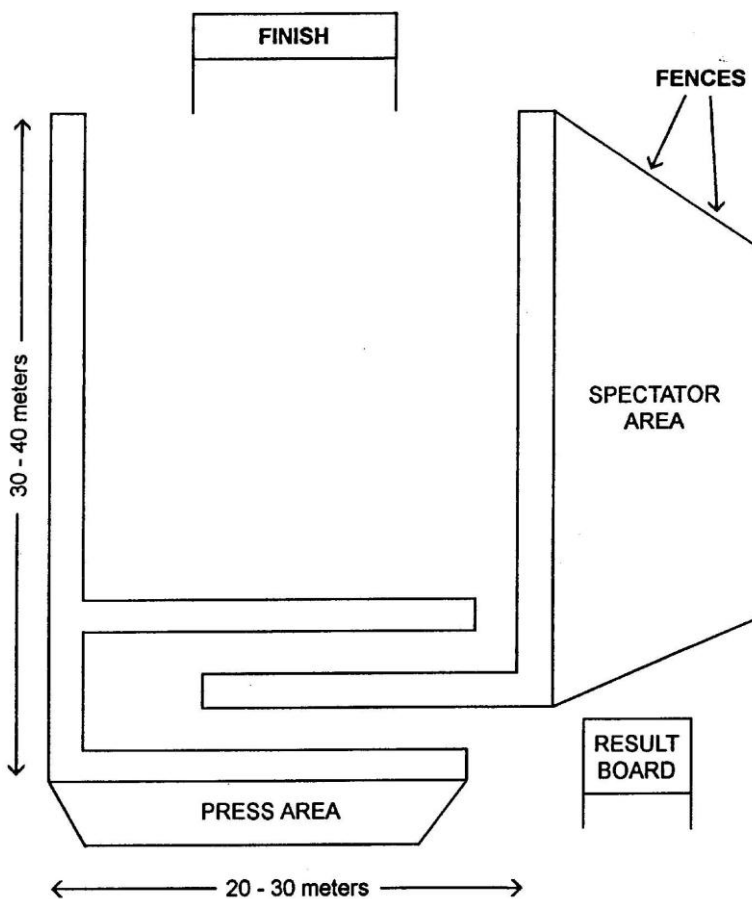 FINISH
FENCES
30 - 40 meters
SPECTATOR
AREA
RESULT
BOARD
PRESS AREA
20 - 30 meters